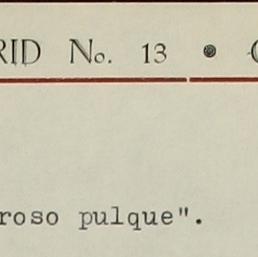 RID No. 13 •
roso pulque".